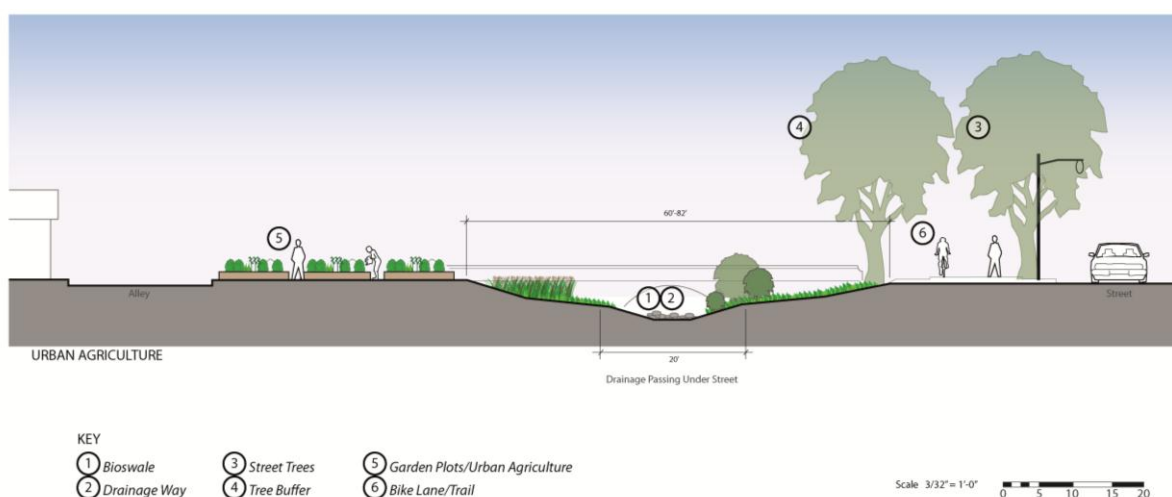 4
3
60'-82'
6
5
Alley
1 2
Street
URBAN AGRICULTURE
20'
Drainage Passing Under Street
KEY
1 Bioswale
2 Drainage Way
3 Street Trees
4 Tree Buffer
5 Garden Plots/Urban Agriculture
6 Bike Lane/Trail
Scale 3/32"= 1'-0"
0 5 10 15 20